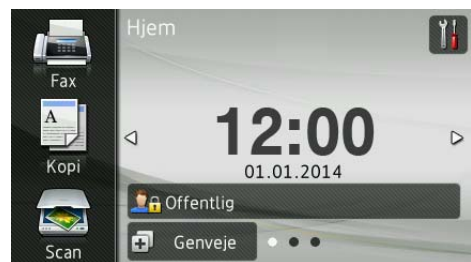 Hjem
Fax
A
Kopi
Scan
12:00
01.01.2014
Offentlig
Genveje